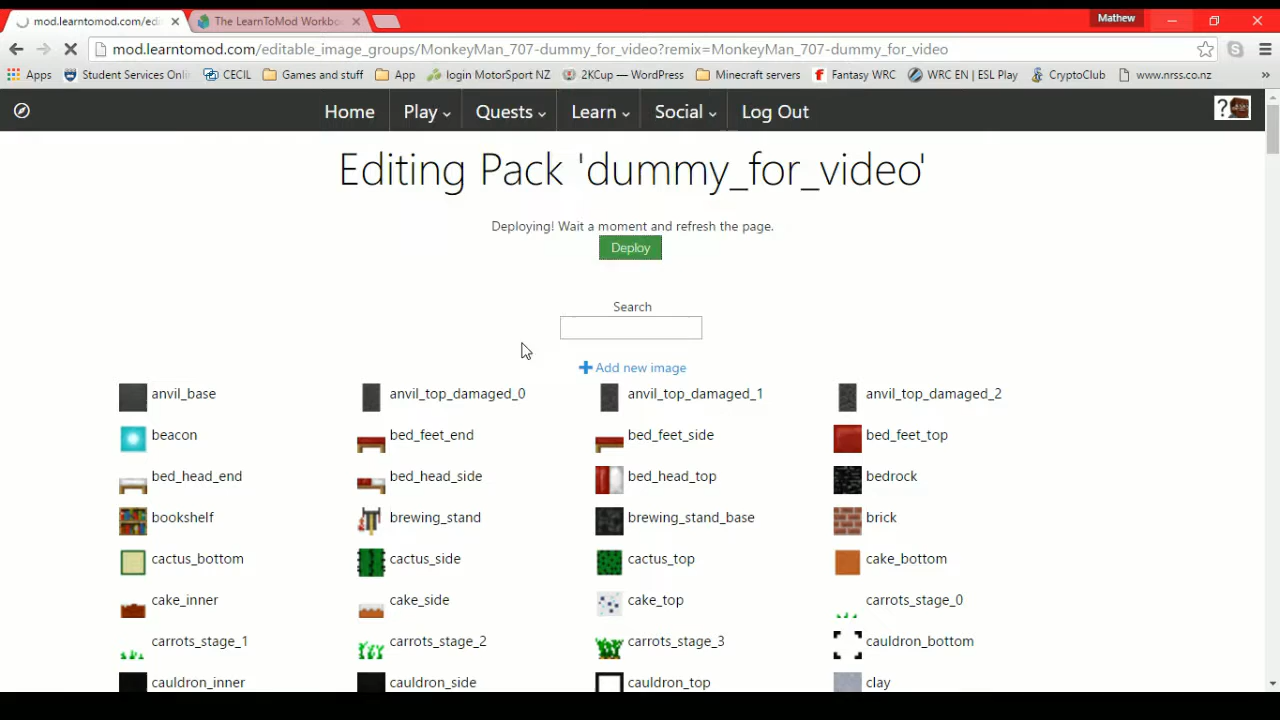 mod.learntomod.com/edi
The LearnToMod Workbo
Mathew
mod.learntomod.com/editable_image_groups/MonkeyMan_707-dummy_for_video?remix=MonkeyMan_707-dummy_for_video
Apps Student Services Onli CECIL Games and stuff App login MotorSport NZ 2KCup — WordPress Minecraft servers Fantasy WRC WRC EN | ESL Play CryptoClub www.nrss.co.nz »
Home Play Quests Learn Social Log Out
Editing Pack 'dummy_for_video'
Deploying! Wait a moment and refresh the page.
Deploy
Search
Add new image
anvil_base anvil_top_damaged_0 anvil_top_damaged_1 anvil_top_damaged_2
beacon bed_feet_end bed_feet_side bed_feet_top
bed_head_end bed_head_side bed_head_top bedrock
bookshelf brewing_stand brewing_stand_base brick
cactus_bottom cactus_side cactus_top cake_bottom
cake_inner cake_side cake_top carrots_stage_0
carrots_stage_1 carrots_stage_2 carrots_stage_3 cauldron_bottom
cauldron_inner cauldron_side cauldron_top clay